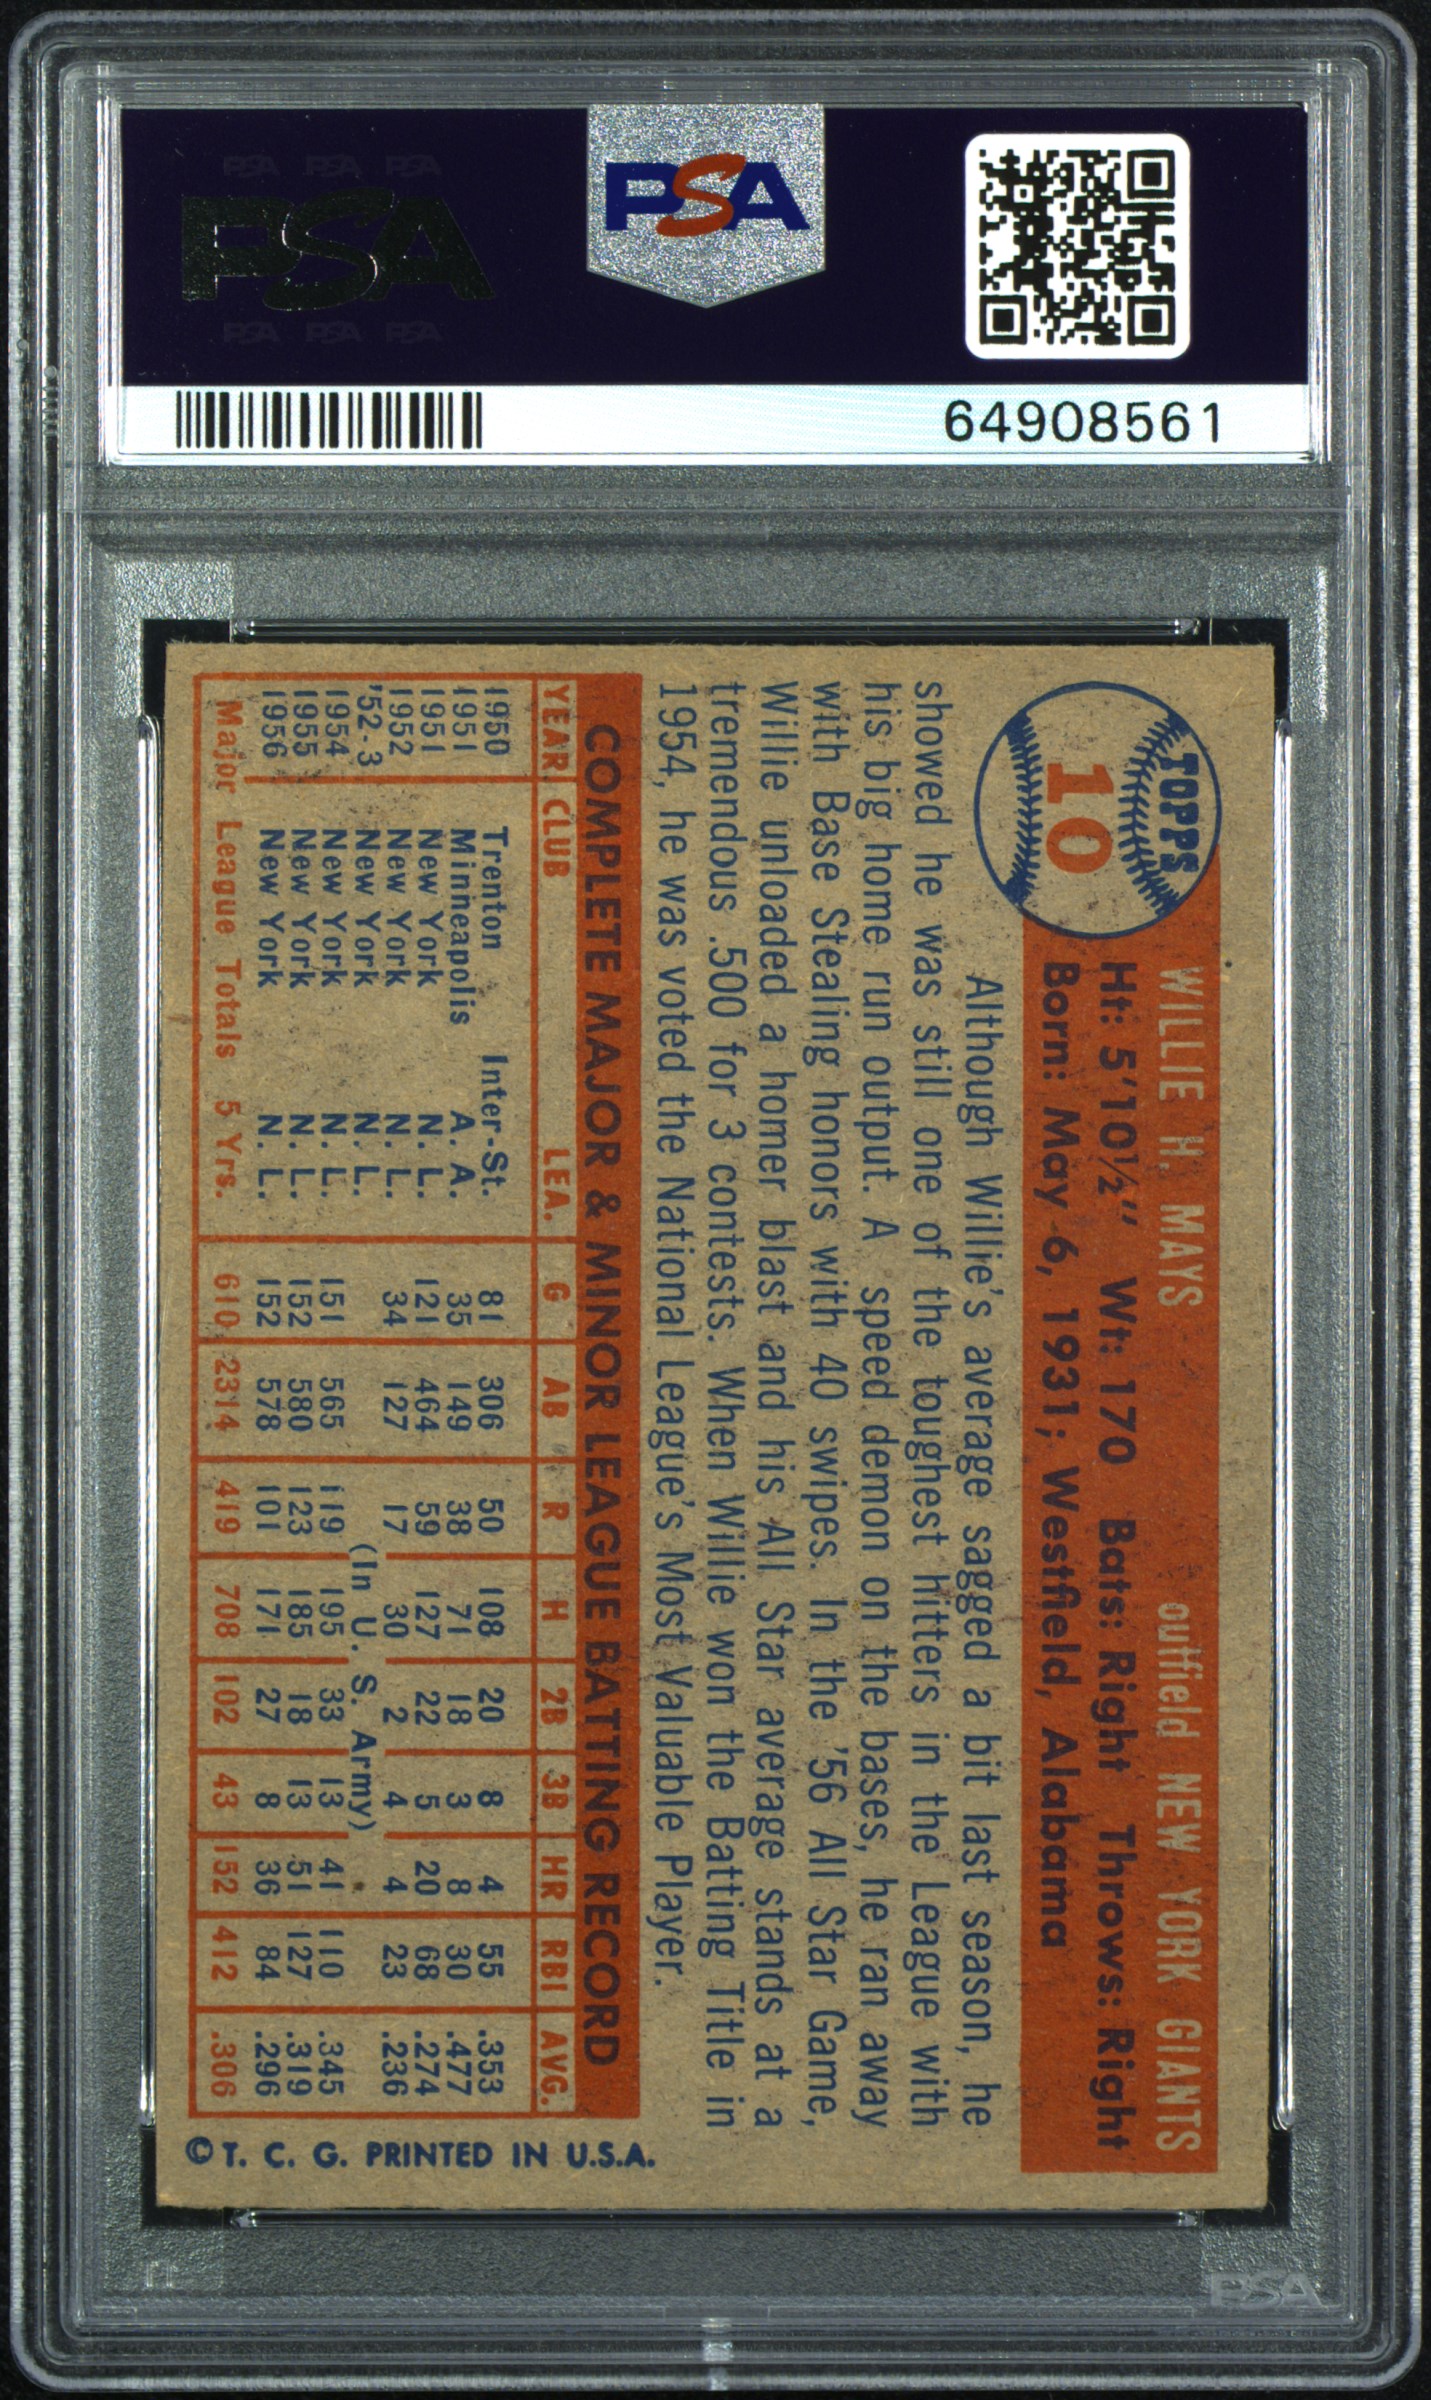 PSA PSA PSA
PSA
PSA PSA PSA
PSA
64908561
TOPPS
10
WILLIE H. MAYS outfield NEW YORK GIANTS
Ht: 5'10½" Wt: 170 Bats: Right Throws: Right
Born: May 6, 1931; Westfield, Alabama
Although Willie's average sagged a bit last season, he
showed he was still one of the toughest hitters in the League with
his big home run output. A speed demon on the bases, he ran away
with Base Stealing honors with 40 swipes. In the '56 All Star Game,
Willie unloaded a homer blast and his All Star average stands at a
tremendous .500 for 3 contests. When Willie won the Batting Title in
1954, he was voted the National League's Most Valuable Player.
COMPLETE MAJOR & MINOR LEAGUE BATTING RECORD
YEAR CLUB LEA. G AB R H 2B 3B HR RBI AVG.
1950 Trenton Inter-St. 81 306 50 108 20 8 4 55 .353
1951 Minneapolis A. A. 35 149 38 71 18 3 8 30 .477
1951 New York N. L. 121 464 59 127 22 5 20 68 .274
1952 New York N. L. 34 127 17 30 2 4 4 23 .236
'52-3 New York N. L. (In U. S. Army)
1954 New York N. L. 151 565 119 195 33 13 41 110 .345
1955 New York N. L. 152 580 123 185 18 13 51 127 .319
1956 New York N. L. 152 578 101 171 27 8 36 84 .296
Major League Totals 5 Yrs. 610 2314 419 708 102 43 152 412 .306
© T. C. G. PRINTED IN U.S.A.
PSA